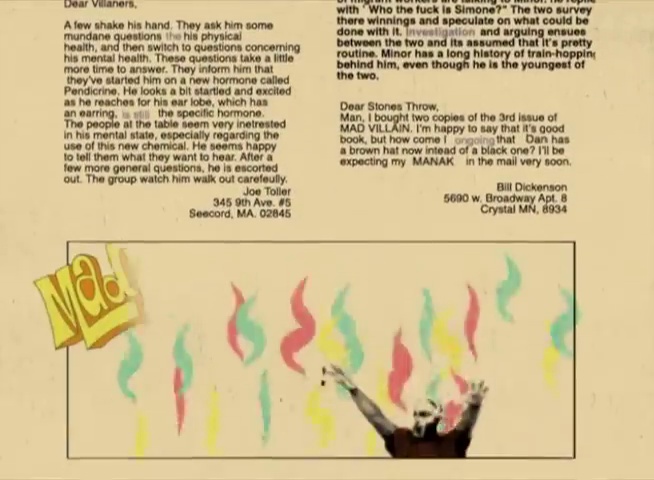 Dear Villaners,
A few shake his hand. They ask him some
mundane questions the his physical
health, and then switch to questions concerning
his mental health. These questions take a little
more time to answer. They inform him that
they've started him on a new hormone called
Pendicrine. He looks a bit startled and excited
as he reaches for his ear lobe, which has
an earring, is still the specific hormone.
The people at the table seem very inetrested
in his mental state, especially regarding the
use of this new chemical. He seems happy
to tell them what they want to hear. After a
few more general questions, he is escorted
out. The group watch him walk out carefeully.
Joe Toller
345 9th Ave. #5
Seecord, MA. 02845
with "Who the fuck is Simone?" The two survey
there winnings and speculate on what could be
done with it. investigation and arguing ensues
between the two and its assumed that it's pretty
routine. Minor has a long history of train-hopping
behind him, even though he is the youngest of
the two.
Dear Stones Throw,
Man, I bought two copies of the 3rd issue of
MAD VILLAIN. I'm happy to say that it's good
book, but how come I ongoing that Dan has
a brown hat now intead of a black one? I'll be
expecting my MANAK in the mail very soon.
Bill Dickenson
5690 w. Broadway Apt. 8
Crystal MN, 8934
Mad